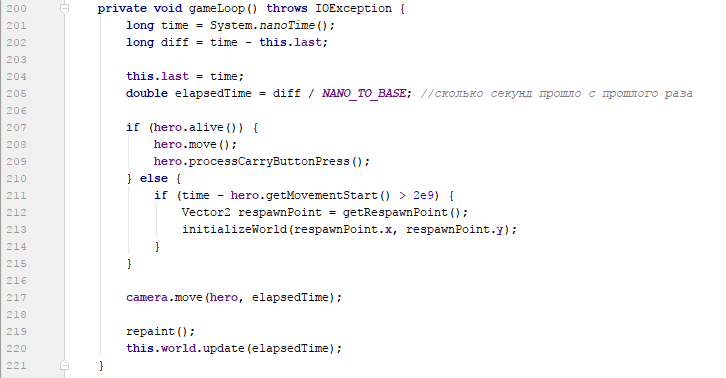 200 private void gameLoop() throws IOException {
201 long time = System.nanoTime();
202 long diff = time - this.last;
203
204 this.last = time;
205 double elapsedTime = diff / NANO_TO_BASE; //сколько секунд прошло с прошлого раза
206
207 if (hero.alive()) {
208 hero.move();
209 hero.processCarryButtonPress();
210 } else {
211 if (time - hero.getMovementStart() > 2e9) {
212 Vector2 respawnPoint = getRespawnPoint();
213 initializeWorld(respawnPoint.x, respawnPoint.y);
214 }
215 }
216
217 camera.move(hero, elapsedTime);
218
219 repaint();
220 this.world.update(elapsedTime);
221 }